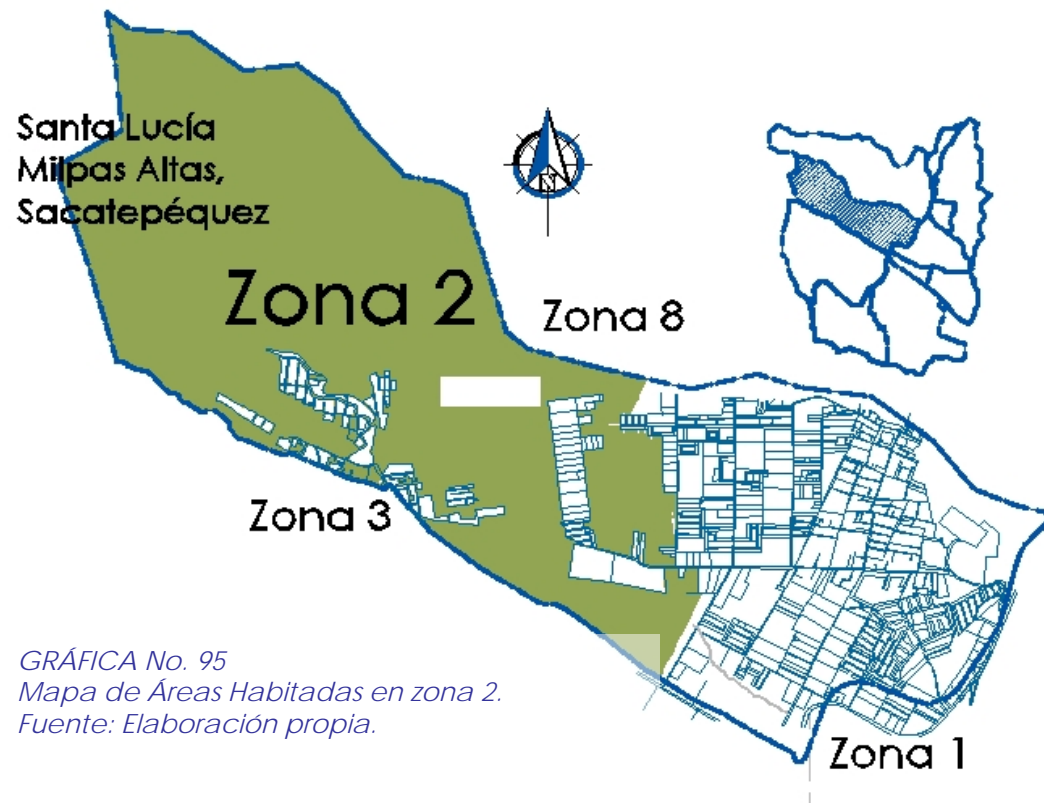 Santa Lucía
Milpas Altas,
Sacatepéquez
Zona 2
Zona 8
N
Zona 3
GRÁFICA No. 95
Mapa de Áreas Habitadas en zona 2.
Fuente: Elaboración propia.
Zona 1